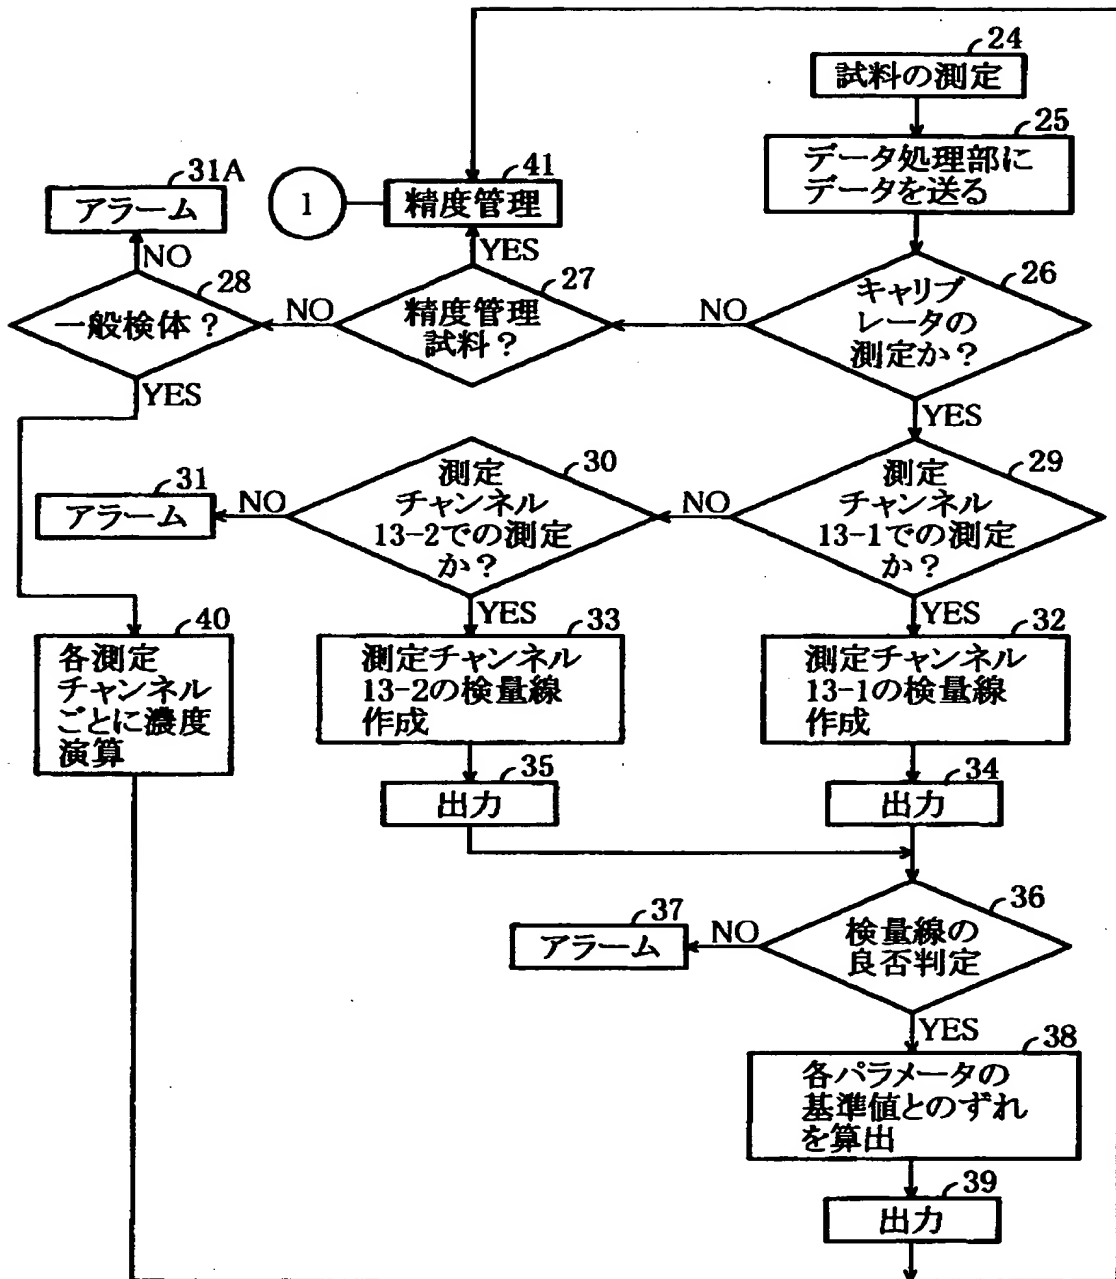 24
試料の測定
25
データ処理部に
データを送る
31A
アラーム
1
41
精度管理
NO
28
一般検体？
YES
NO
YES
27
精度管理
試料？
NO
26
キャリブ
レータの
測定か？
YES
31
アラーム
NO
30
測定
チャンネル
13-2での測定
か？
YES
NO
29
測定
チャンネル
13-1での測定
か？
YES
40
各測定
チャンネル
ごとに濃度
演算
33
測定チャンネル
13-2の検量線
作成
32
測定チャンネル
13-1の検量線
作成
35
出力
34
出力
37
アラーム
NO
36
検量線の
良否判定
YES
38
各パラメータの
基準値とのずれ
を算出
39
出力